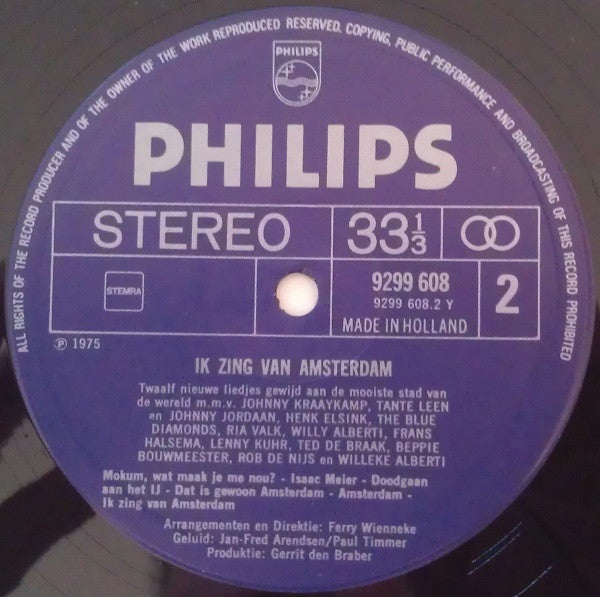 ALL RIGHTS OF THE RECORD PRODUCER AND OF THE OWNER OF THE WORK REPRODUCED RESERVED. COPYING, PUBLIC PERFORMANCE AND BROADCASTING OF THIS RECORD PROHIBITED
PHILIPS
PHILIPS
STEREO 33⅓
STEMRA 9299 608 2
9299 608.2 Y
MADE IN HOLLAND
℗ 1975
IK ZING VAN AMSTERDAM
Twaalf nieuwe liedjes gewijd aan de mooiste stad van
de wereld m.m.v. JOHNNY KRAAYKAMP, TANTE LEEN
en JOHNNY JORDAAN, HENK ELSINK, THE BLUE
DIAMONDS, RIA VALK, WILLY ALBERTI, FRANS
HALSEMA, LENNY KUHR, TED DE BRAAK, BEPPIE
BOUWMEESTER, ROB DE NIJS en WILLEKE ALBERTI
Mokum, wat maak je me nou? - Isaac Meier - Doodgaan
aan het IJ - Dat is gewoon Amsterdam - Amsterdam -
Ik zing van Amsterdam
Arrangementen en Direktie: Ferry Wienneke
Geluid: Jan-Fred Arendsen/Paul Timmer
Produktie: Gerrit den Braber